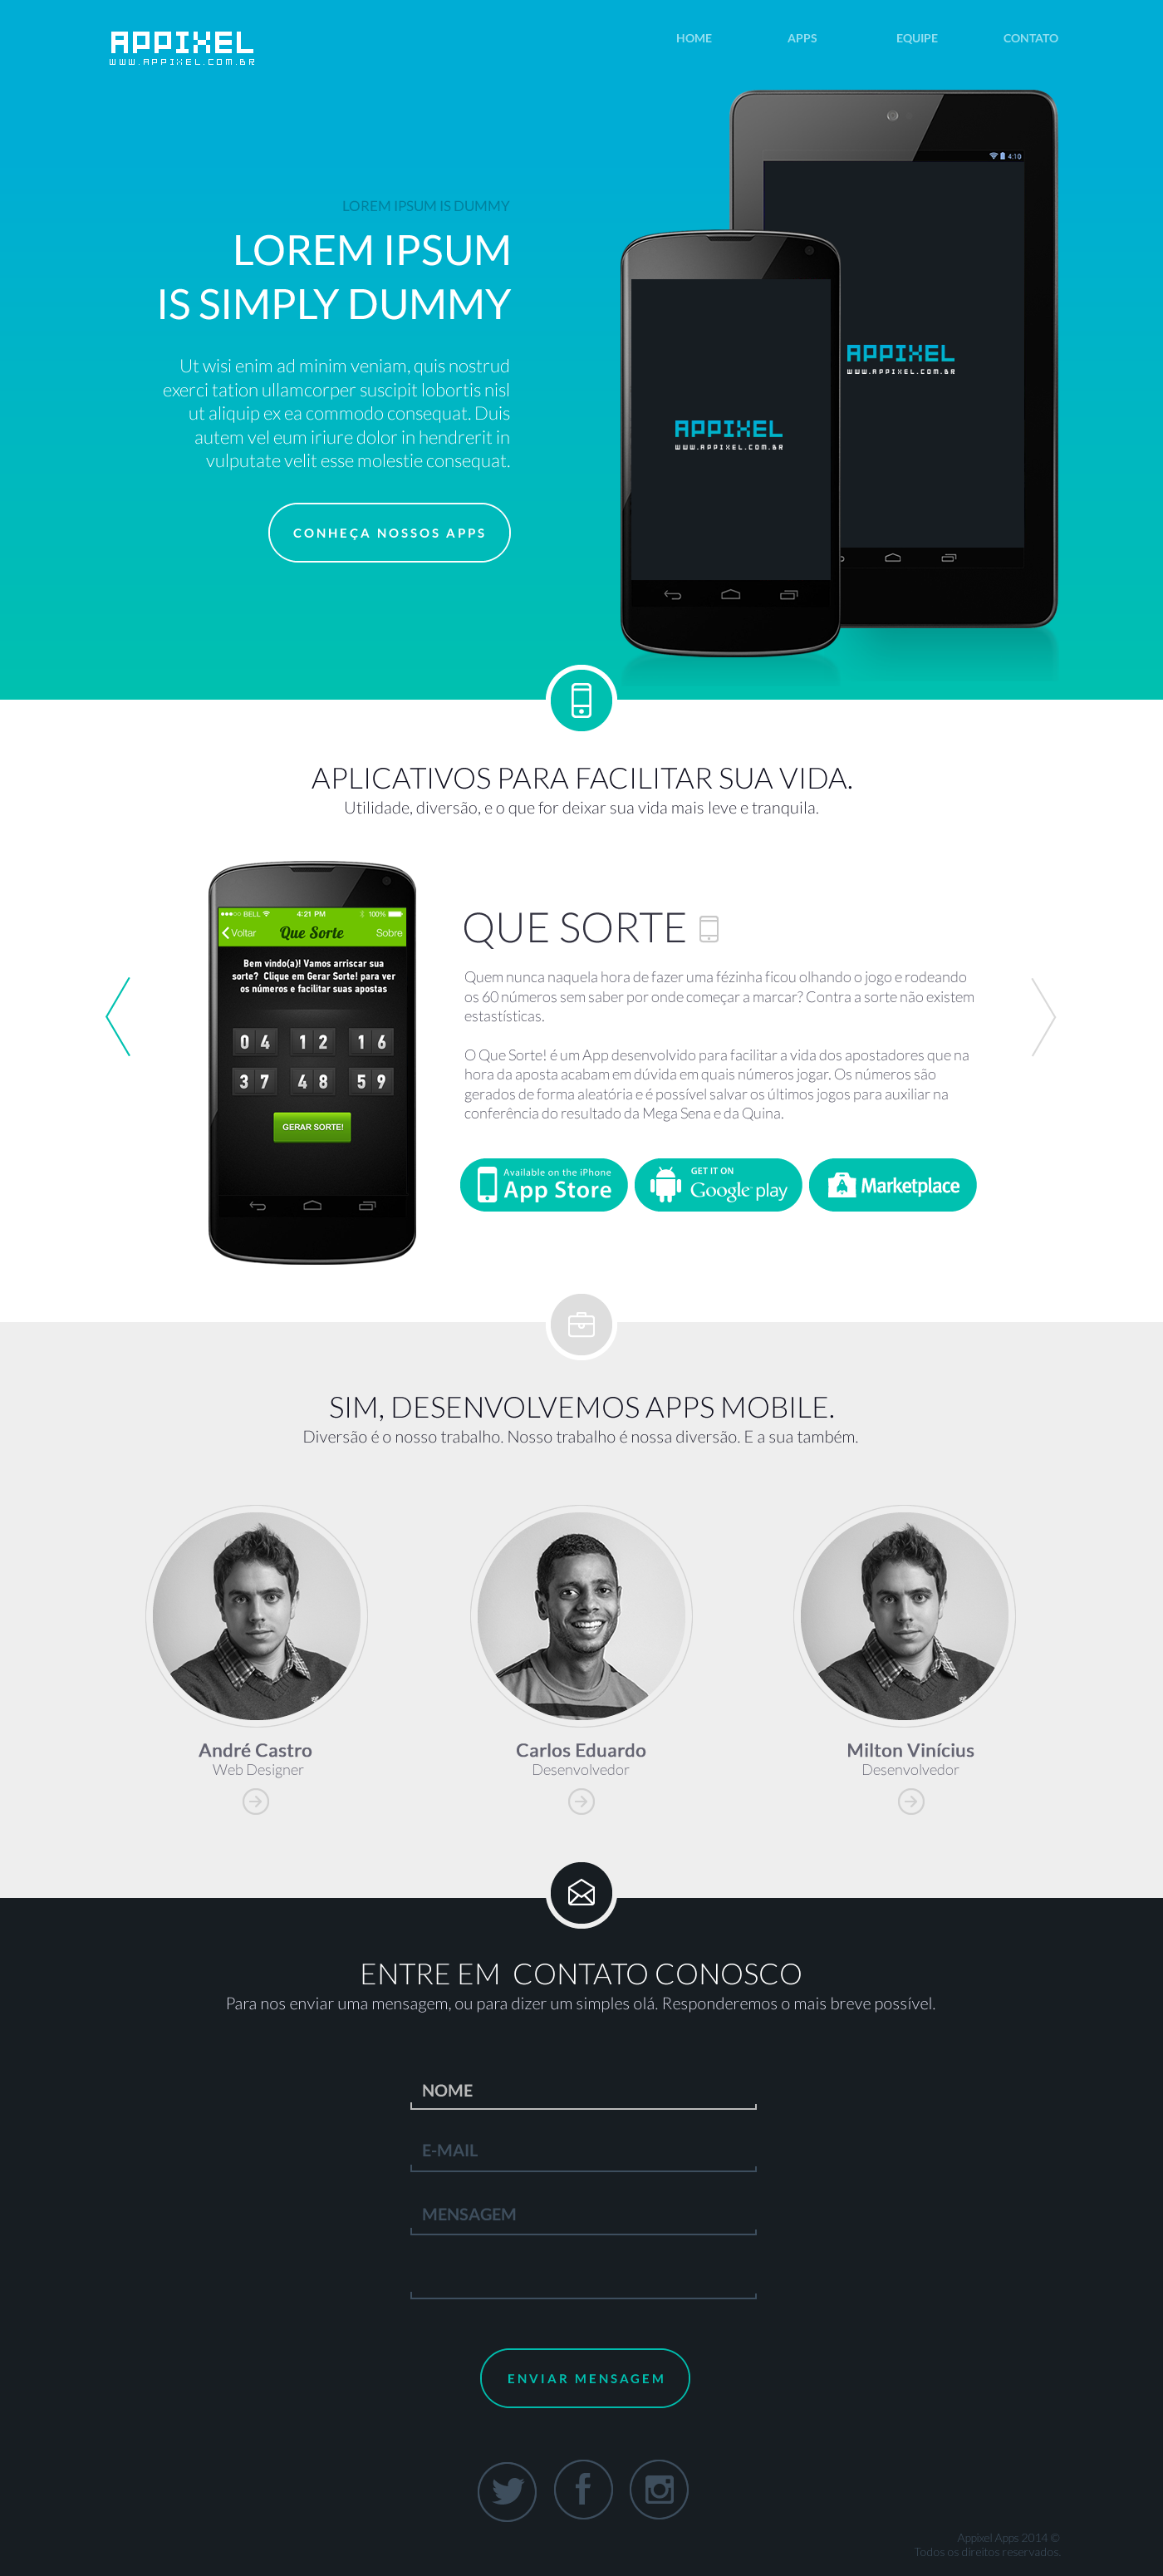 APPIXEL
WWW.APPIXEL.COM.BR
HOME APPS EQUIPE CONTATO
4:10
LOREM IPSUM IS DUMMY
LOREM IPSUM
IS SIMPLY DUMMY
Ut wisi enim ad minim veniam, quis nostrud
exerci tation ullamcorper suscipit lobortis nisl
ut aliquip ex ea commodo consequat. Duis
autem vel eum iriure dolor in hendrerit in
vulputate velit esse molestie consequat.
CONHEÇA NOSSOS APPS
APPIXEL
WWW.APPIXEL.COM.BR
APPIXEL
WWW.APPIXEL.COM.BR
APLICATIVOS PARA FACILITAR SUA VIDA.
Utilidade, diversão, e o que for deixar sua vida mais leve e tranquila.
BELL 4:21 PM 100%
Voltar Que Sorte Sobre
Bem vindo(a)! Vamos arriscar sua
sorte? Clique em Gerar Sorte! para ver
os números e facilitar suas apostas
04 12 16
37 48 59
GERAR SORTE!
QUE SORTE
Quem nunca naquela hora de fazer uma fézinha ficou olhando o jogo e rodeando
os 60 números sem saber por onde começar a marcar? Contra a sorte não existem
estastísticas.
O Que Sorte! é um App desenvolvido para facilitar a vida dos apostadores que na
hora da aposta acabam em dúvida em quais números jogar. Os números são
gerados de forma aleatória e é possível salvar os últimos jogos para auxiliar na
conferência do resultado da Mega Sena e da Quina.
Available on the iPhone
App Store
GET IT ON
Google play
Marketplace
SIM, DESENVOLVEMOS APPS MOBILE.
Diversão é o nosso trabalho. Nosso trabalho é nossa diversão. E a sua também.
André Castro
Web Designer
Carlos Eduardo
Desenvolvedor
Milton Vinícius
Desenvolvedor
ENTRE EM CONTATO CONOSCO
Para nos enviar uma mensagem, ou para dizer um simples olá. Responderemos o mais breve possível.
NOME
E-MAIL
MENSAGEM
ENVIAR MENSAGEM
Appixel Apps 2014 ©
Todos os direitos reservados.